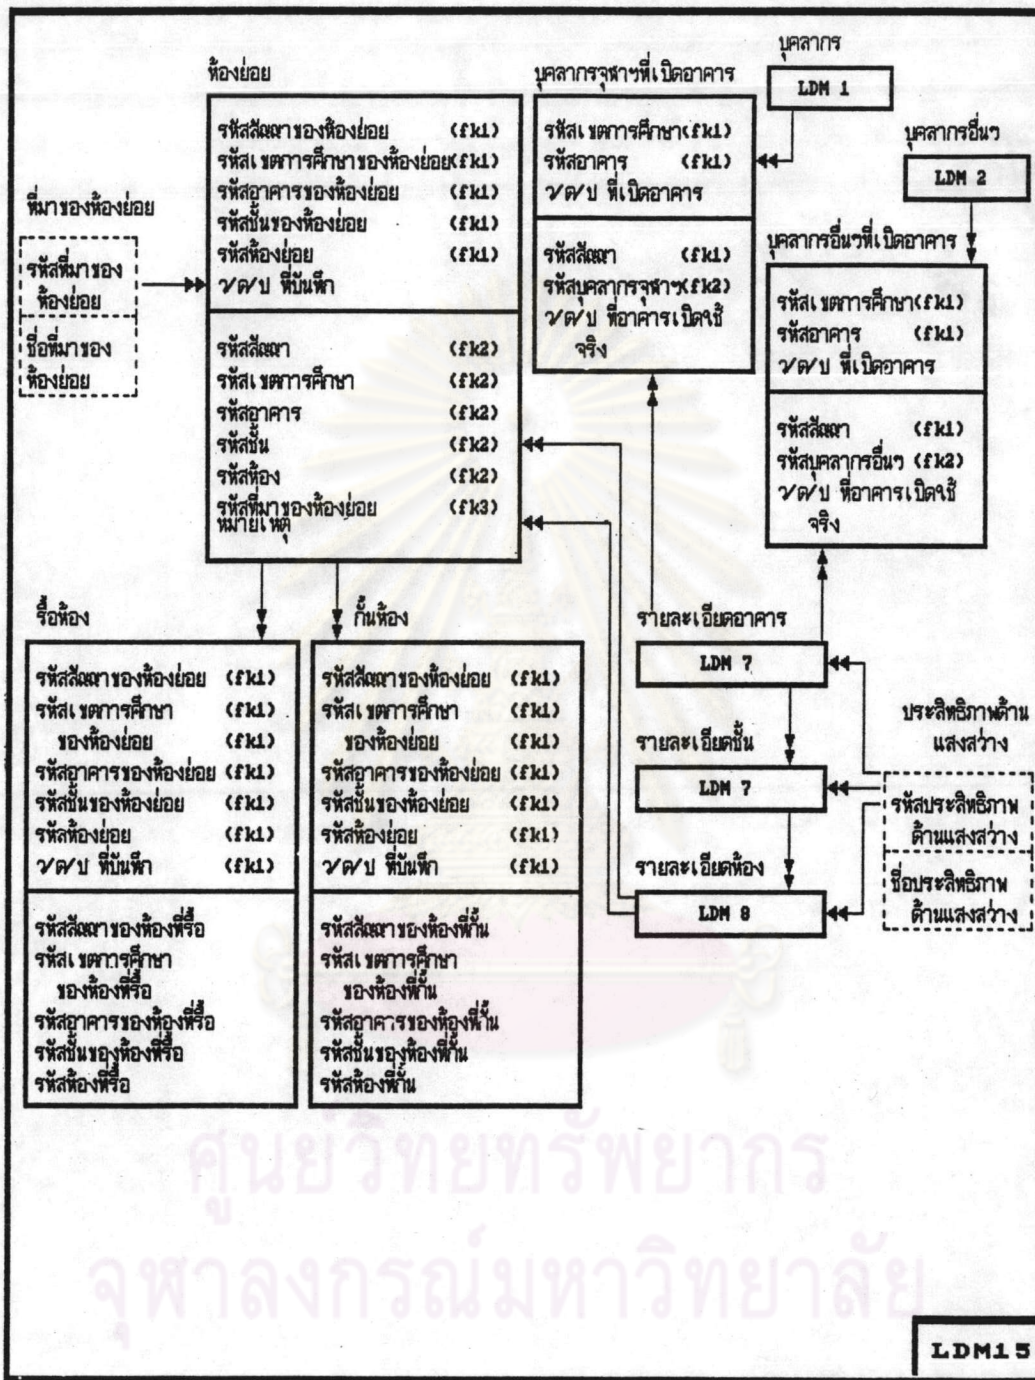 บุคลากร
LDM 1
ห้องย่อย
รหัสสัญญาของห้องย่อย (fk1)
รหัสเขตการศึกษาของห้องย่อย(fk1)
รหัสอาคารของห้องย่อย (fk1)
รหัสชั้นของห้องย่อย (fk1)
รหัสห้องย่อย (fk1)
ว/ด/ป ที่บันทึก
รหัสสัญญา (fk2)
รหัสเขตการศึกษา (fk2)
รหัสอาคาร (fk2)
รหัสชั้น (fk2)
รหัสห้อง (fk2)
รหัสที่มาของห้องย่อย (fk3)
หมายเหตุ
บุคลากรจุฬาฯที่เปิดอาคาร
รหัสเขตการศึกษา(fk1)
รหัสอาคาร (fk1)
ว/ด/ป ที่เปิดอาคาร
รหัสสัญญา (fk1)
รหัสบุคลากรจุฬาฯ(fk2)
ว/ด/ป ที่อาคารเปิดใช้
จริง
บุคลากรอื่นๆ
LDM 2
บุคลากรอื่นๆที่เปิดอาคาร
รหัสเขตการศึกษา(fk1)
รหัสอาคาร (fk1)
ว/ด/ป ที่เปิดอาคาร
รหัสสัญญา (fk1)
รหัสบุคลากรอื่นๆ (fk2)
ว/ด/ป ที่อาคารเปิดใช้
จริง
ที่มาของห้องย่อย
รหัสที่มาของ
ห้องย่อย
ชื่อที่มาของ
ห้องย่อย
รื้อห้อง
รหัสสัญญาของห้องย่อย (fk1)
รหัสเขตการศึกษา (fk1)
ของห้องย่อย (fk1)
รหัสอาคารของห้องย่อย (fk1)
รหัสชั้นของห้องย่อย (fk1)
รหัสห้องย่อย (fk1)
ว/ด/ป ที่บันทึก (fk1)
รหัสสัญญาของห้องที่รื้อ
รหัสเขตการศึกษา
ของห้องที่รื้อ
รหัสอาคารของห้องที่รื้อ
รหัสชั้นของห้องที่รื้อ
รหัสห้องที่รื้อ
กั้นห้อง
รหัสสัญญาของห้องย่อย (fk1)
รหัสเขตการศึกษา (fk1)
ของห้องย่อย (fk1)
รหัสอาคารของห้องย่อย (fk1)
รหัสชั้นของห้องย่อย (fk1)
รหัสห้องย่อย (fk1)
ว/ด/ป ที่บันทึก (fk1)
รหัสสัญญาของห้องที่กั้น
รหัสเขตการศึกษา
ของห้องที่กั้น
รหัสอาคารของห้องที่กั้น
รหัสชั้นของห้องที่กั้น
รหัสห้องที่กั้น
รายละเอียดอาคาร
LDM 7
รายละเอียดชั้น
LDM 7
รายละเอียดห้อง
LDM 8
ประสิทธิภาพด้าน
แสงสว่าง
รหัสประสิทธิภาพ
ด้านแสงสว่าง
ชื่อประสิทธิภาพ
ด้านแสงสว่าง
ศูนย์วิทยทรัพยากร
จุฬาลงกรณ์มหาวิทยาลัย
LDM15